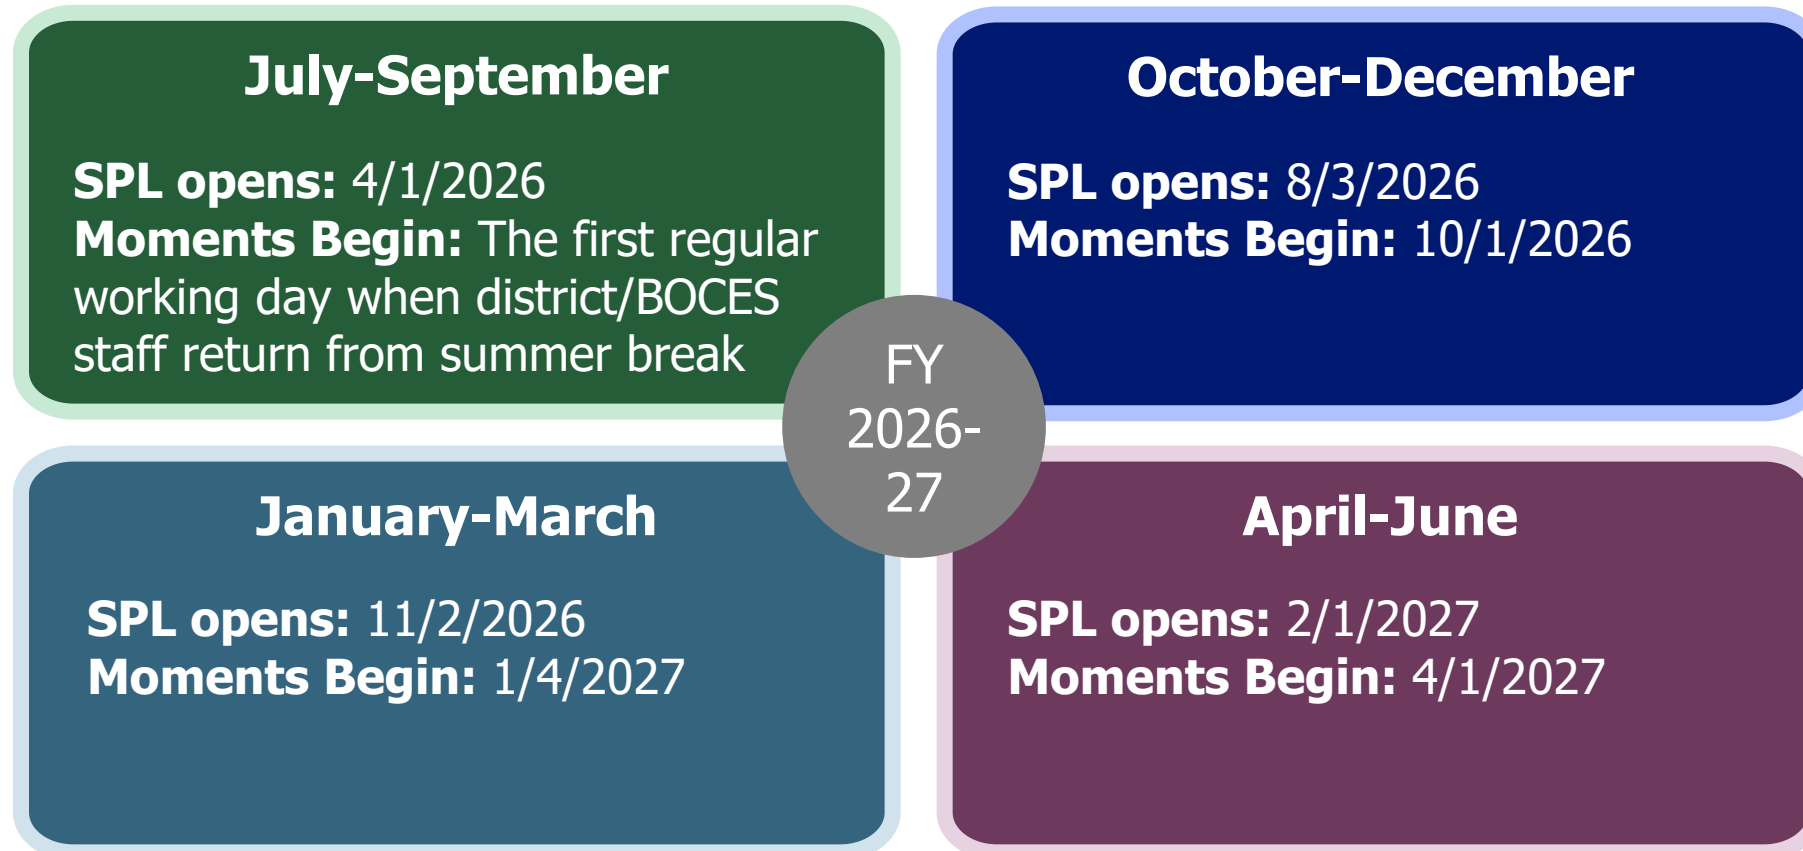 July-September
SPL opens: 4/1/2026
Moments Begin: The first regular
working day when district/BOCES
staff return from summer break
October-December
SPL opens: 8/3/2026
Moments Begin: 10/1/2026
FY
2026-
27
January-March
SPL opens: 11/2/2026
Moments Begin: 1/4/2027
April-June
SPL opens: 2/1/2027
Moments Begin: 4/1/2027